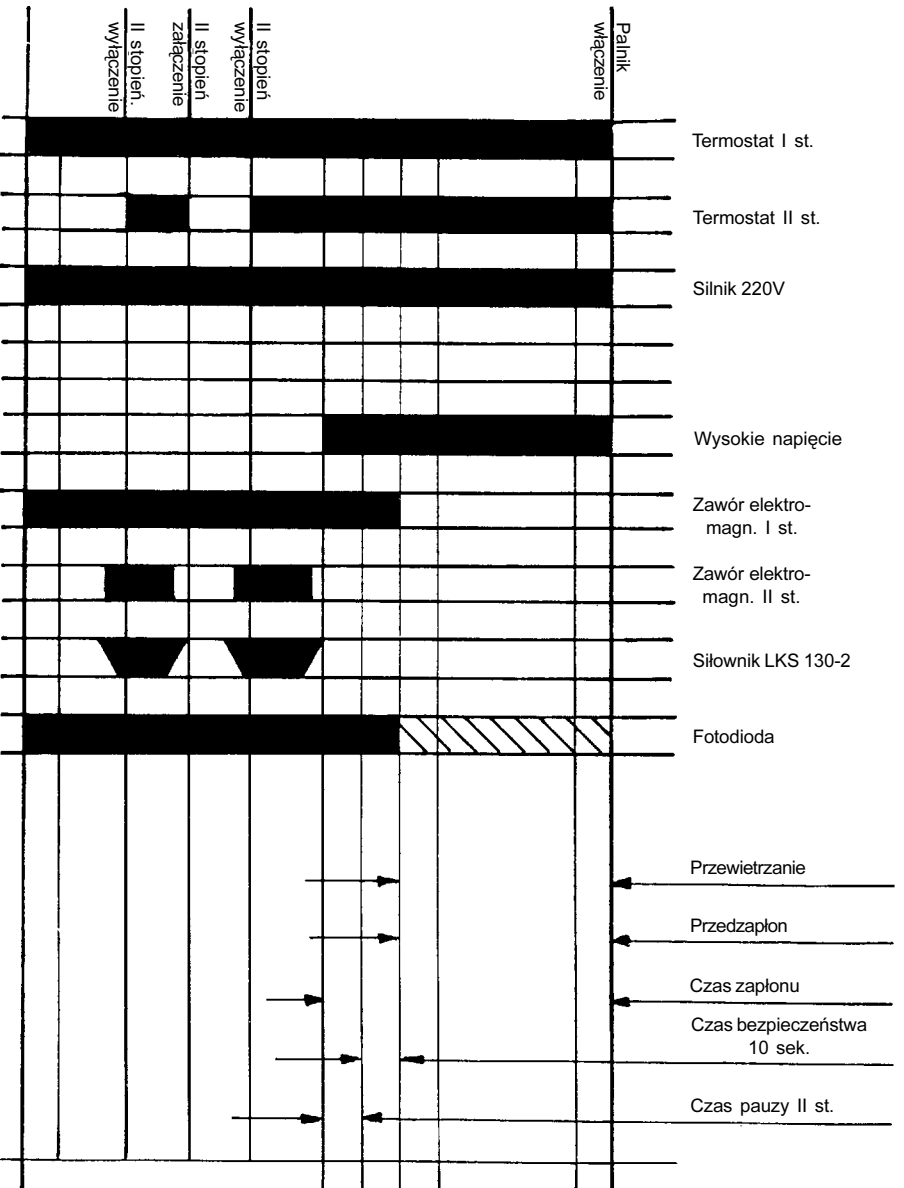 II stopień.
wyłączenie
II stopień
załączenie
II stopień
wyłączenie
Palnik
włączenie
Termostat I st.
Termostat II st.
Silnik 220V
Wysokie napięcie
Zawór elektro-
magn. I st.
Zawór elektro-
magn. II st.
Siłownik LKS 130-2
Fotodioda
Przewietrzanie
Przedzapłon
Czas zapłonu
Czas bezpieczeństwa
10 sek.
Czas pauzy II st.